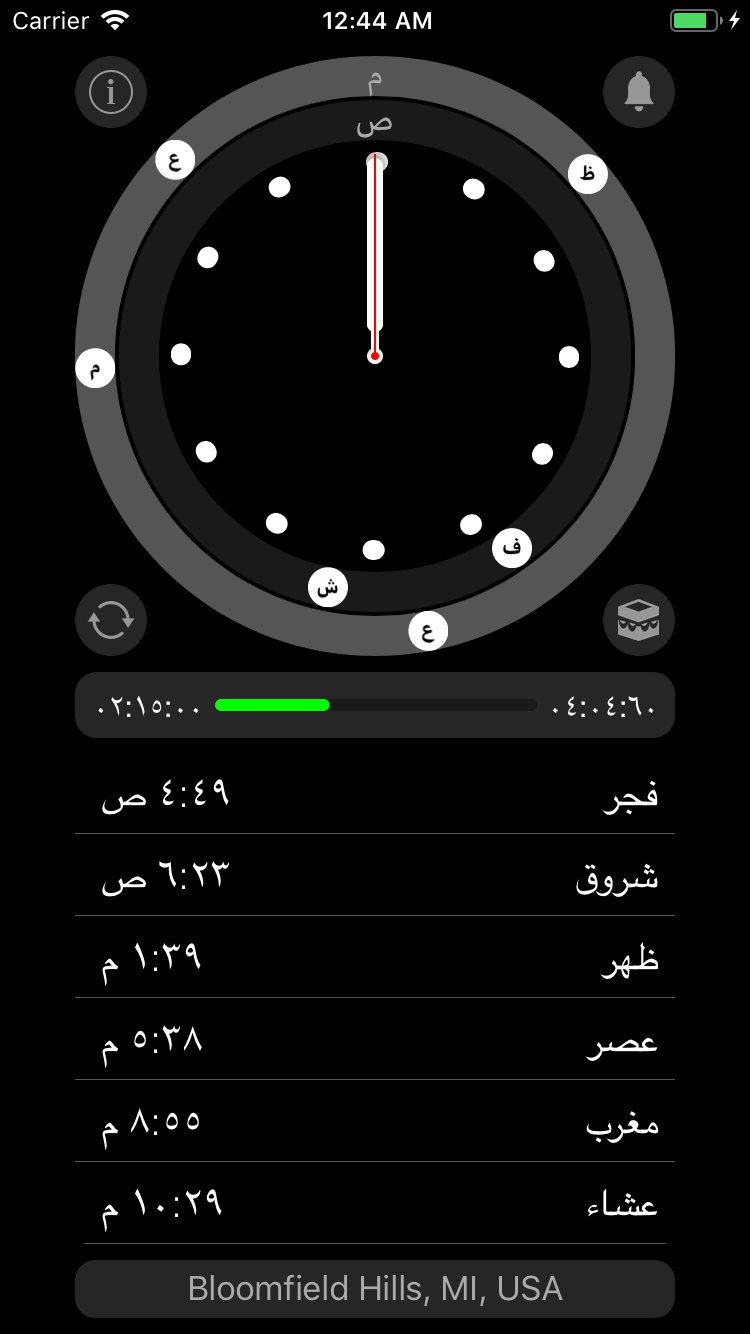 Carrier 12:44 AM
م
ص
ع
ظ
م
ف
ش
ع
٠٢:١٥:٠٠ ٠٤:٠٤:٦٠
فجر ٤:٤٩ ص
شروق ٦:٢٣ ص
ظهر ١:٣٩ م
عصر ٥:٣٨ م
مغرب ٨:٥٥ م
عشاء ١٠:٢٩ م
Bloomfield Hills, MI, USA